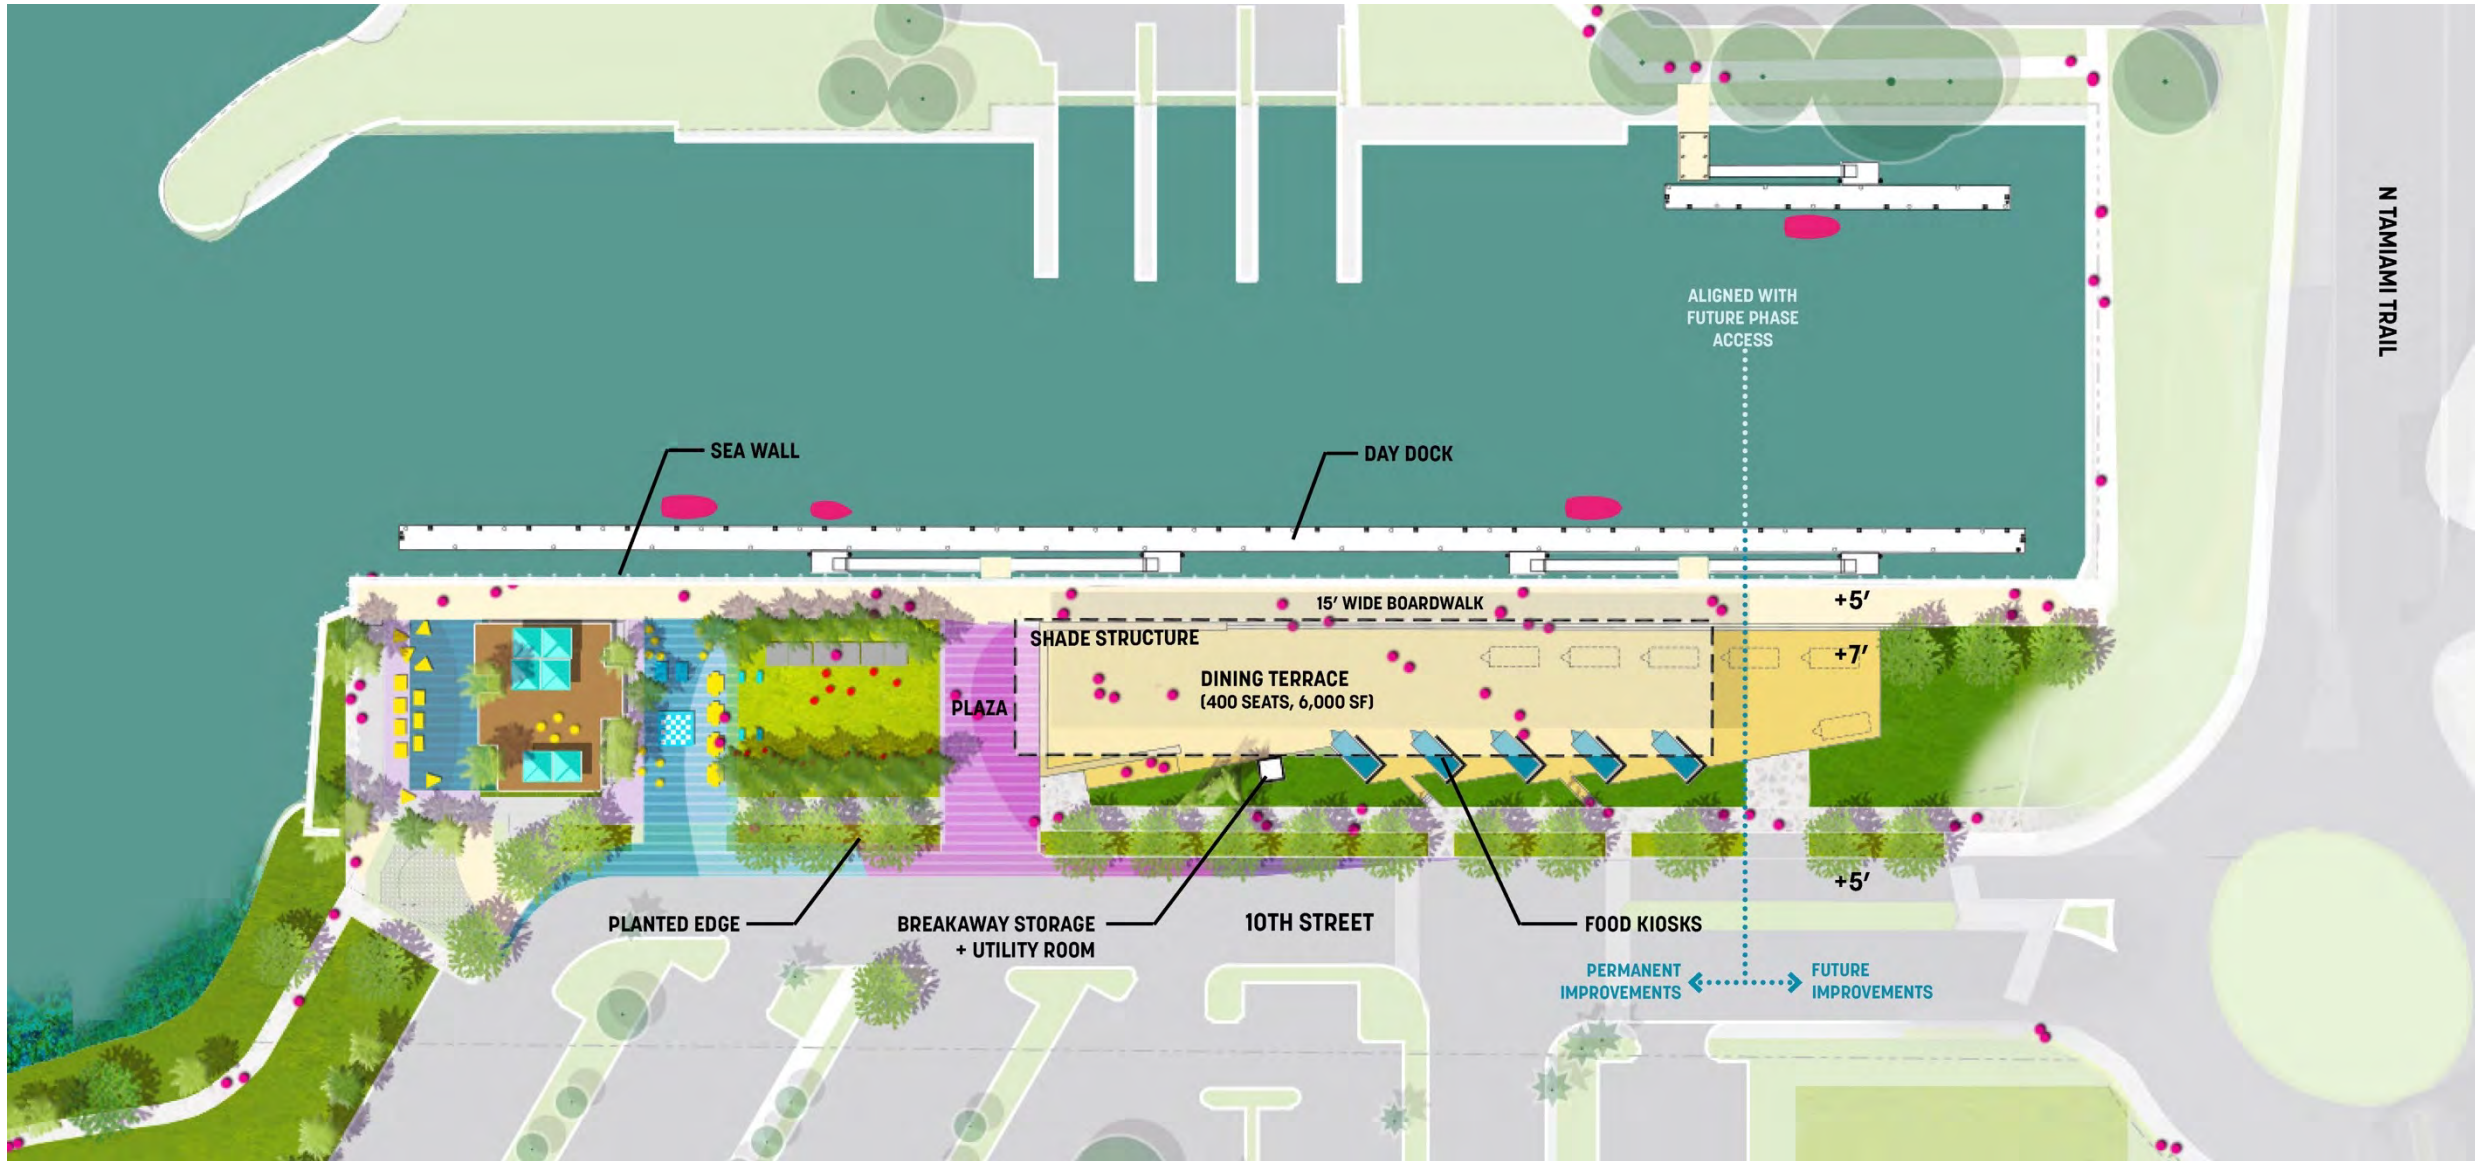 N TAMIAMI TRAIL
ALIGNED WITH
FUTURE PHASE
ACCESS
SEA WALL
DAY DOCK
15’ WIDE BOARDWALK
+5’
SHADE STRUCTURE
+7’
DINING TERRACE
(400 SEATS, 6,000 SF)
PLAZA
+5’
PLANTED EDGE
BREAKAWAY STORAGE
+ UTILITY ROOM
10TH STREET
FOOD KIOSKS
PERMANENT
IMPROVEMENTS
FUTURE
IMPROVEMENTS